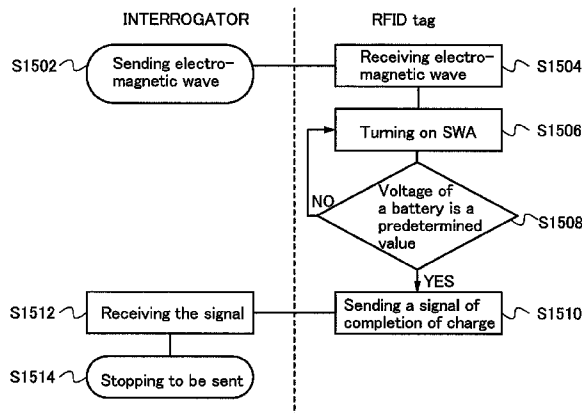 INTERROGATOR
RFID tag
S1502
Sending electro-
magnetic wave
Receiving electro-
magnetic wave
S1504
Turning on SWA
S1506
NO
Voltage of
a battery is a
predetermined
value
S1508
YES
S1512
Receiving the signal
Sending a signal of
completion of charge
S1510
S1514
Stopping to be sent